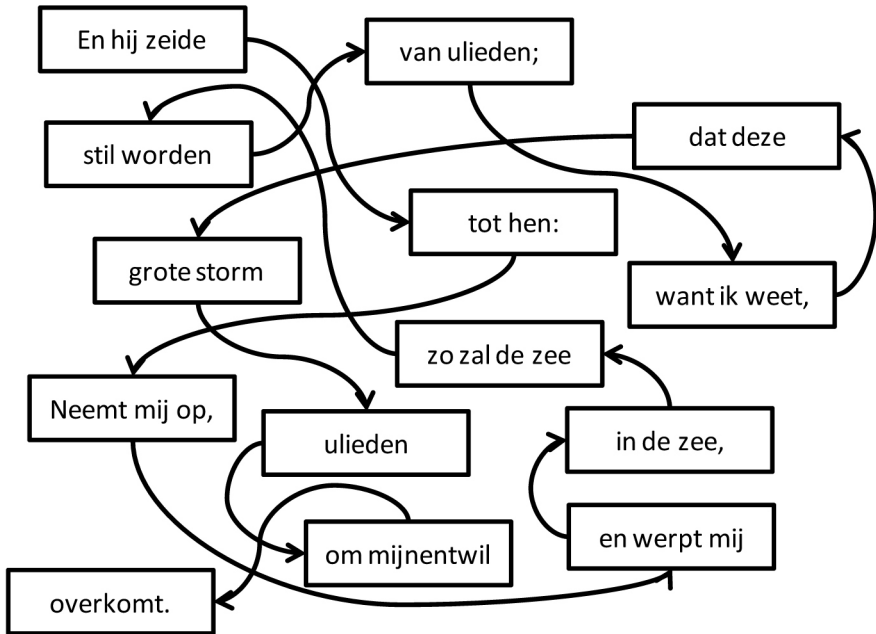 En hij zeide
van ulieden;
stil worden
dat deze
tot hen:
grote storm
want ik weet,
zo zal de zee
Neemt mij op,
ulieden
in de zee,
om mijnentwil
en werpt mij
overkomt.